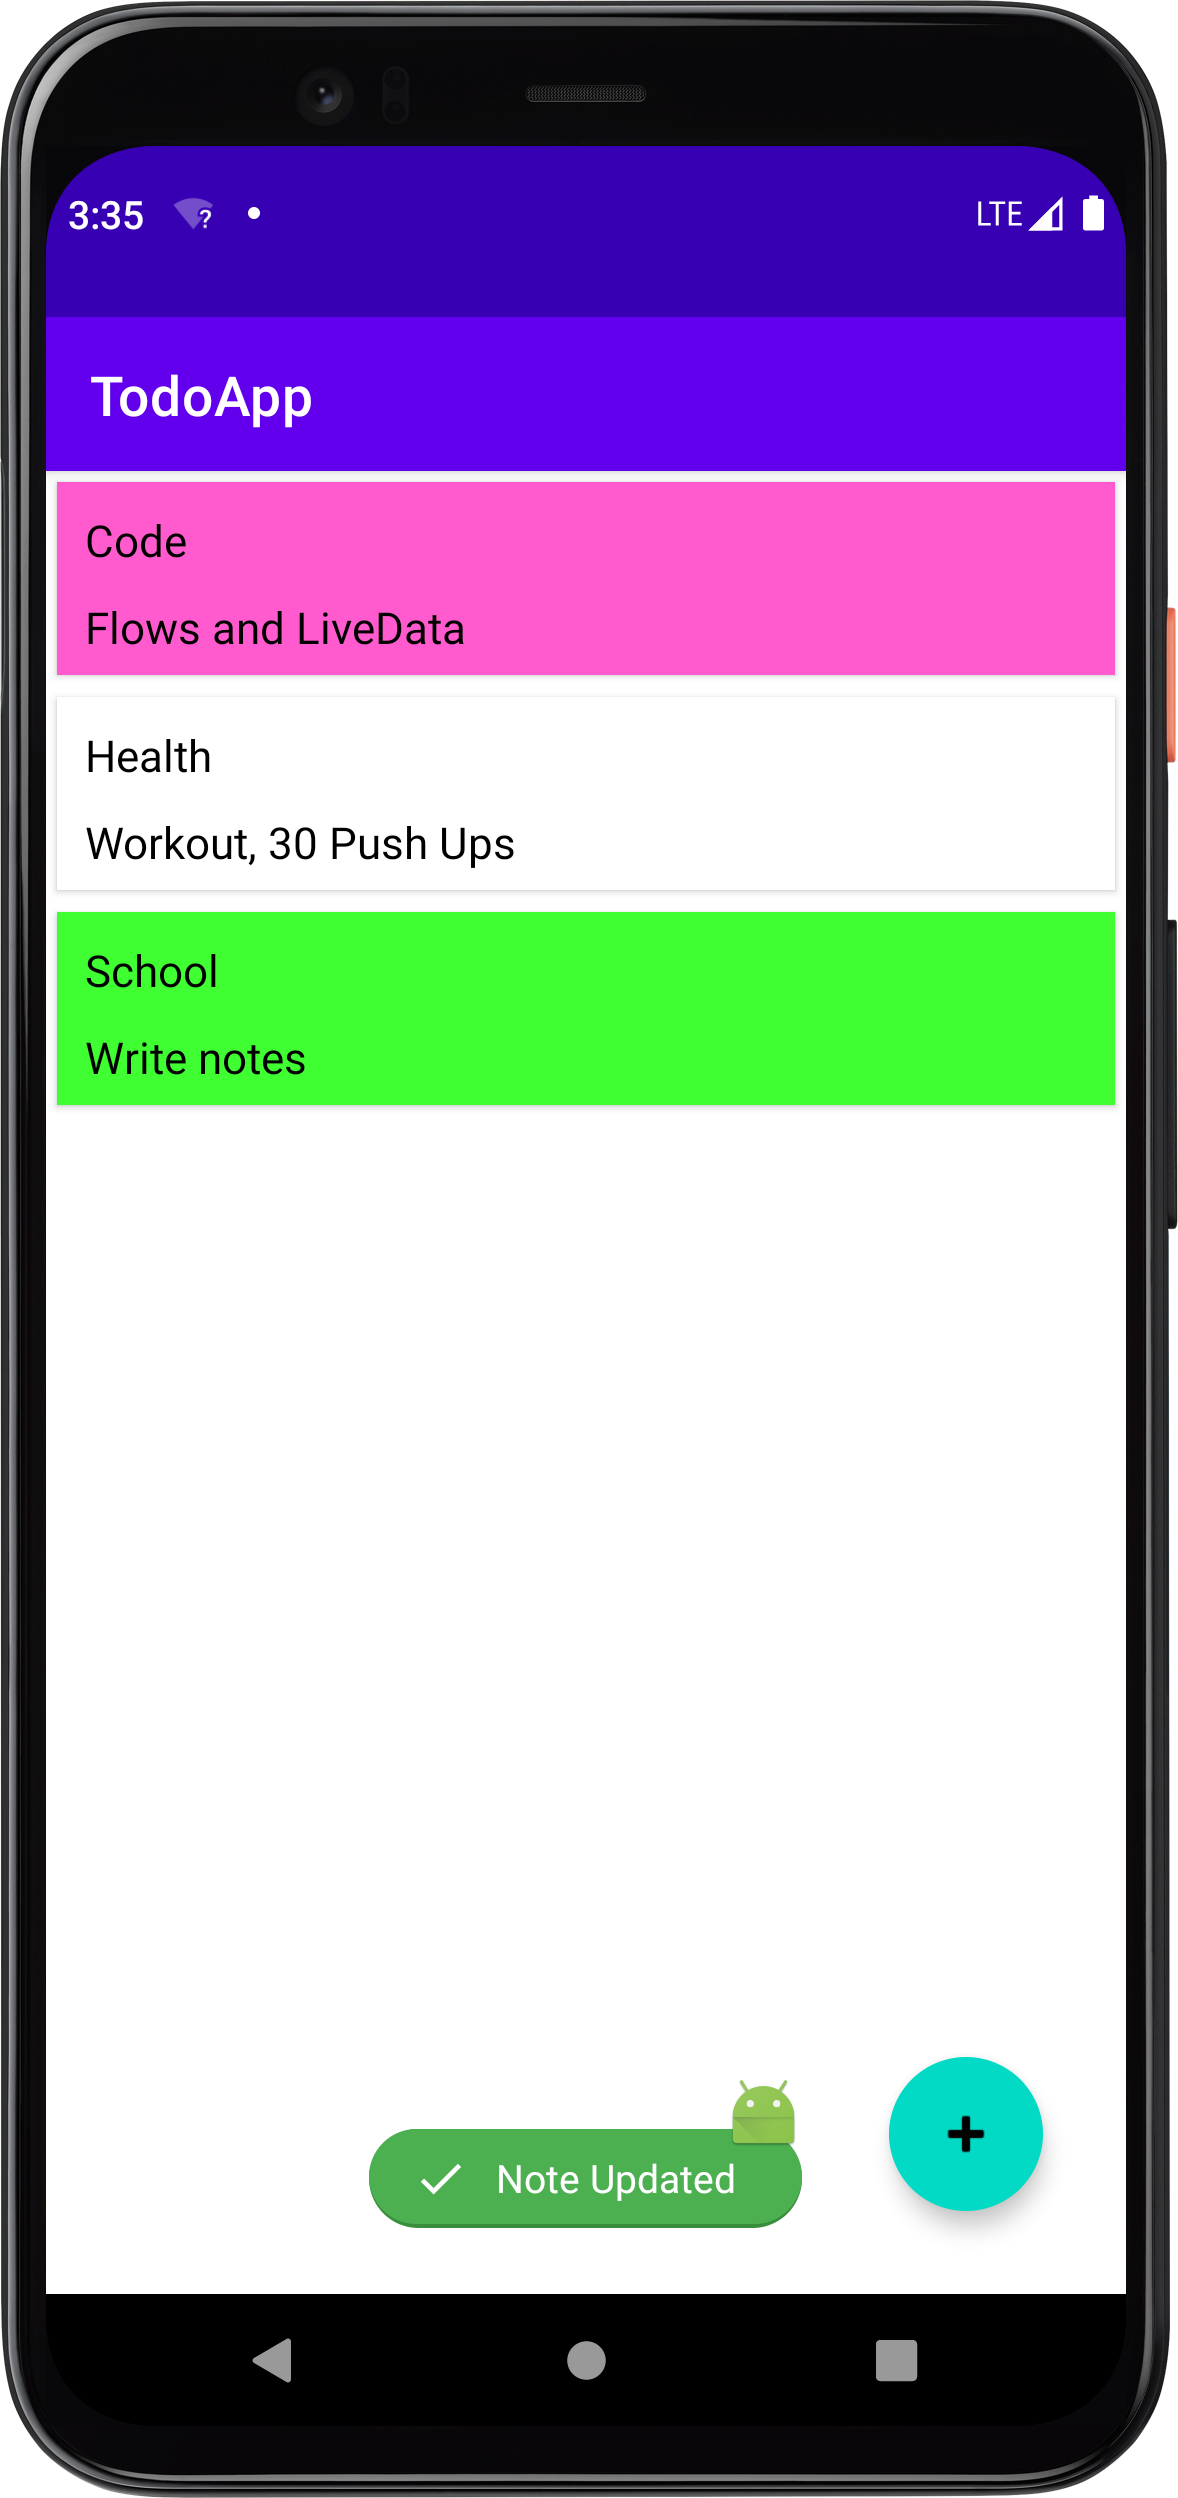 3:35
LTE
TodoApp
Code
Flows and LiveData
Health
Workout, 30 Push Ups
School
Write notes
Note Updated